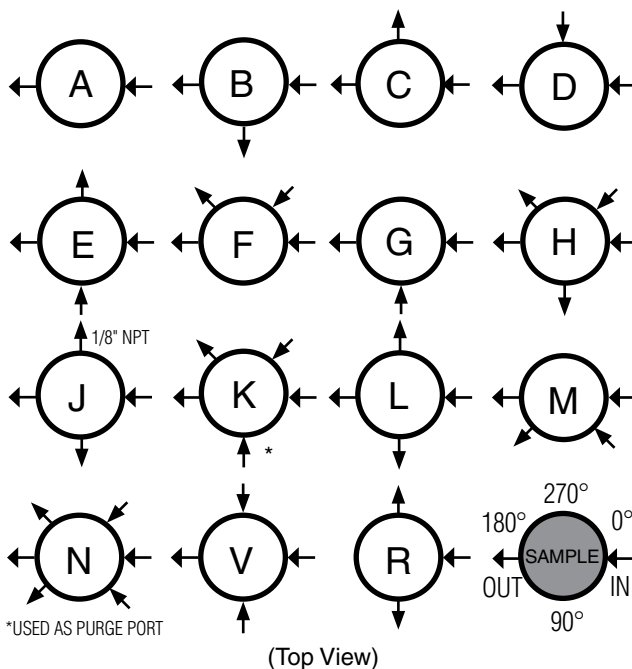 A
B
C
D
E
F
G
H
1/8" NPT
J
K
*
L
M
N
V
R
270°
180°
0°
SAMPLE
OUT
IN
90°
*USED AS PURGE PORT
(Top View)